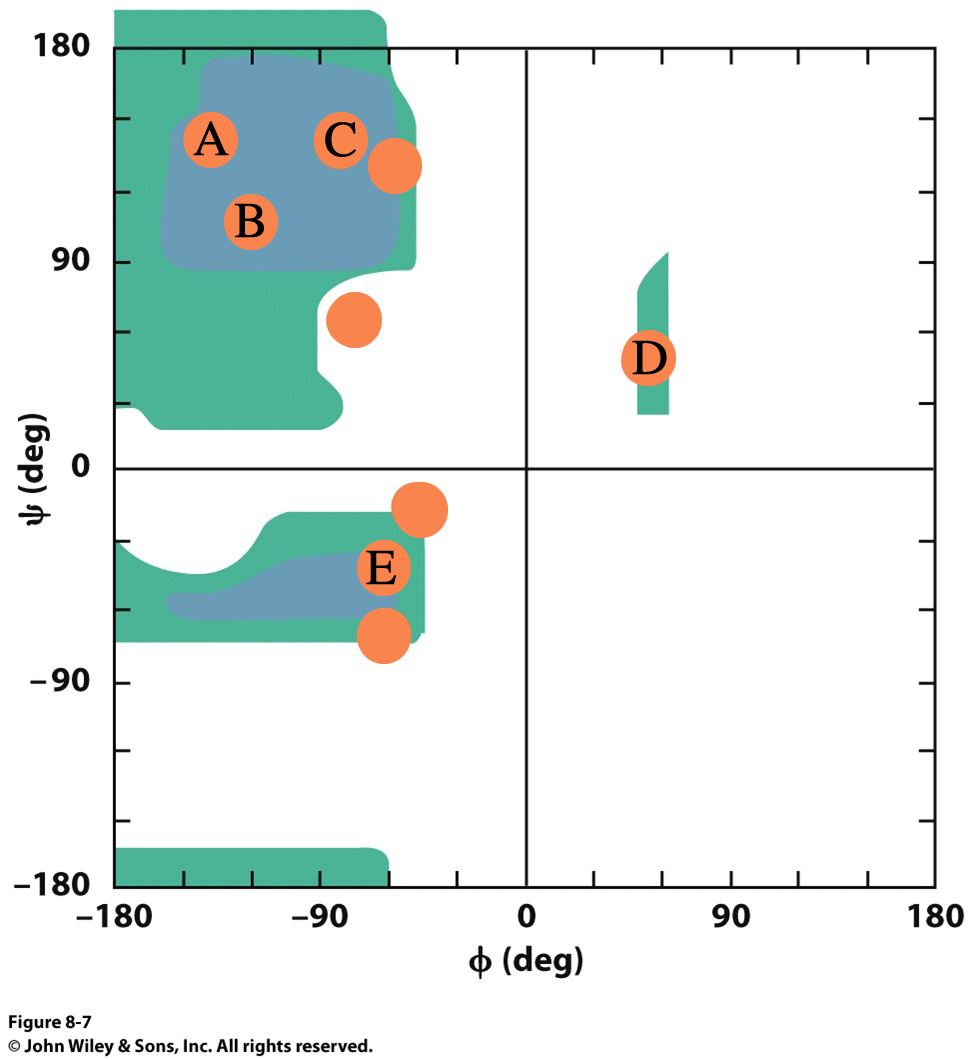 180
A
C
B
90
D
ψ (deg)
0
E
–90
–180
–180
–90
0
90
180
ϕ (deg)
Figure 8-7
© John Wiley & Sons, Inc. All rights reserved.